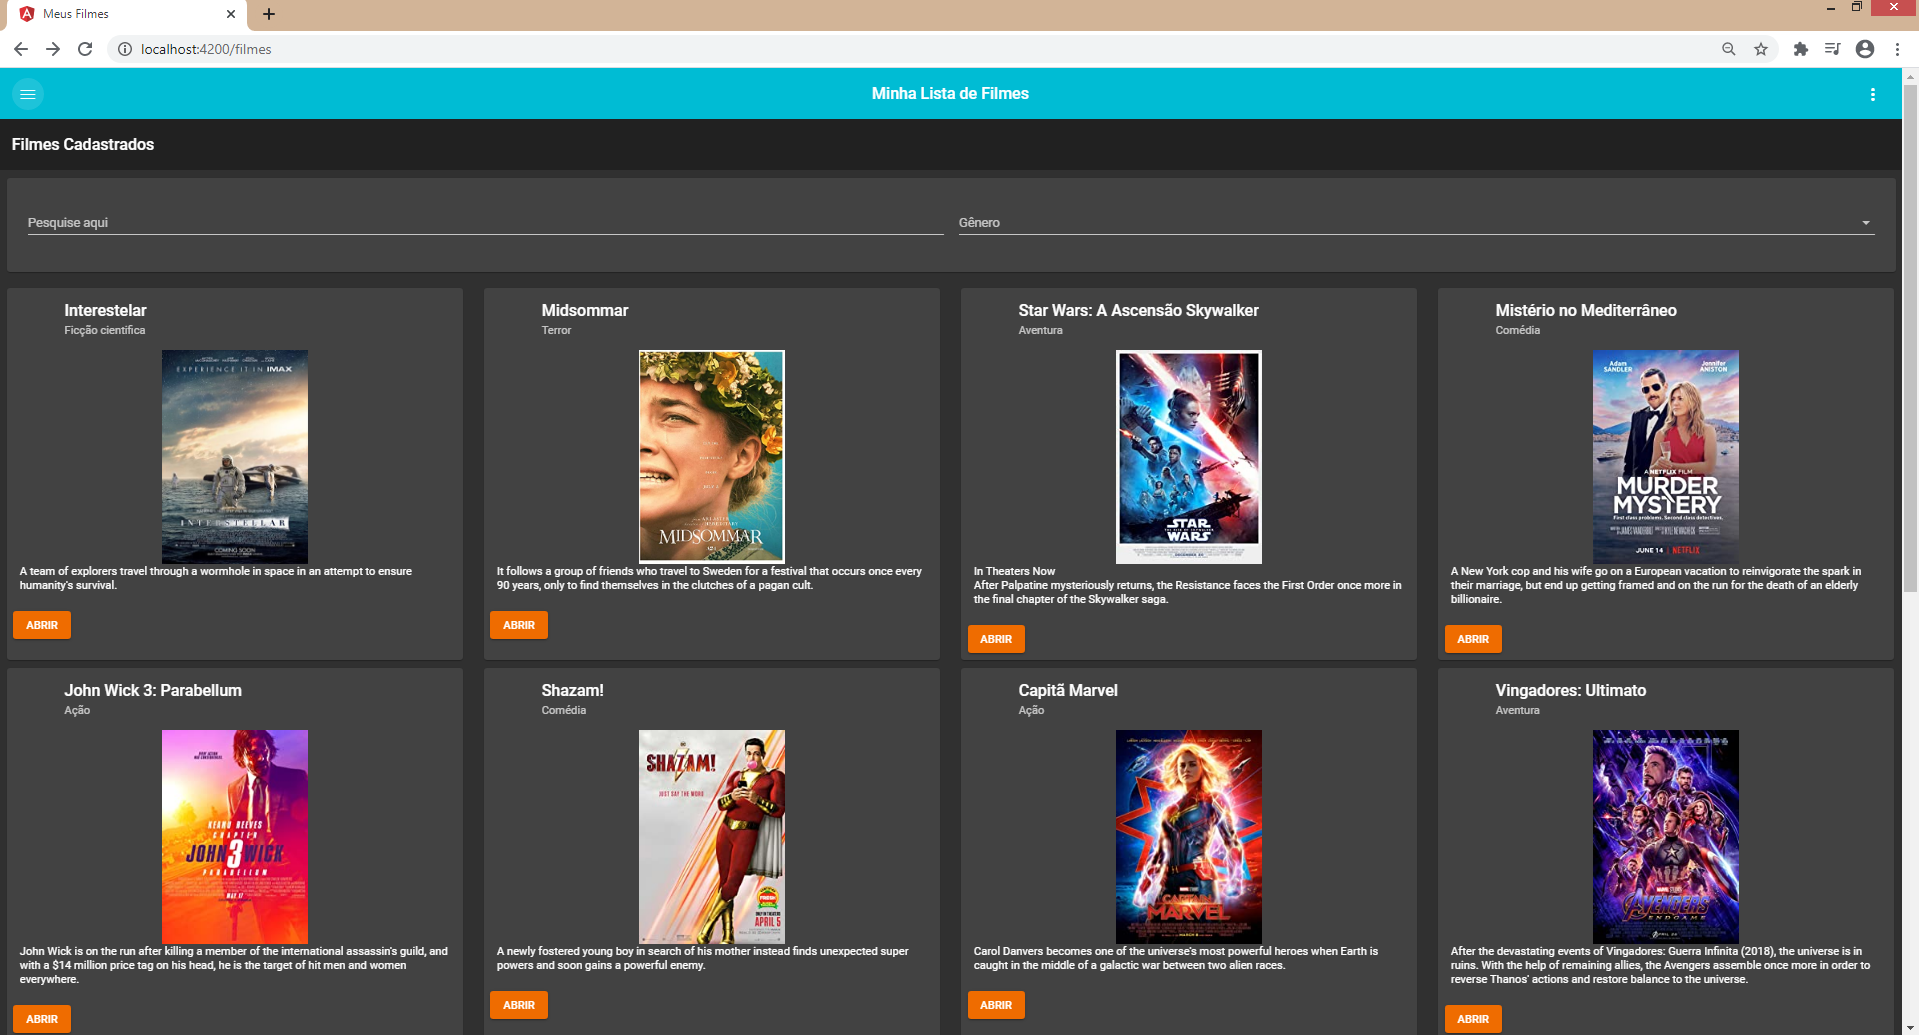 Meus Filmes
localhost:4200/filmes
Minha Lista de Filmes
Filmes Cadastrados
Pesquise aqui
Gênero
Interestelar
Ficção científica
EXPERIENCE IT IN IMAX
INTERSTELLAR
COMING SOON
A team of explorers travel through a wormhole in space in an attempt to ensure
humanity's survival.
ABRIR
Midsommar
Terror
MIDSOMMAR
It follows a group of friends who travel to Sweden for a festival that occurs once every
90 years, only to find themselves in the clutches of a pagan cult.
ABRIR
Star Wars: A Ascensão Skywalker
Aventura
STAR
WARS
In Theaters Now
After Palpatine mysteriously returns, the Resistance faces the First Order once more in
the final chapter of the Skywalker saga.
ABRIR
Mistério no Mediterrâneo
Comédia
Adam
SANDLER
Jennifer
ANISTON
A NETFLIX FILM
MURDER
MYSTERY
First class problems. Second class detectives.
JUNE 14 | NETFLIX
A New York cop and his wife go on a European vacation to reinvigorate the spark in
their marriage, but end up getting framed and on the run for the death of an elderly
billionaire.
ABRIR
John Wick 3: Parabellum
Ação
KEANU REEVES
CHAPTER
JOHN 3 WICK
PARABELLUM
MAY 17
John Wick is on the run after killing a member of the international assassin's guild, and
with a $14 million price tag on his head, he is the target of hit men and women
everywhere.
ABRIR
Shazam!
Comédia
SHAZAM!
JUST SAY THE WORD
APRIL 5
A newly fostered young boy in search of his mother instead finds unexpected super
powers and soon gains a powerful enemy.
ABRIR
Capitã Marvel
Ação
CAPTAIN
MARVEL
Carol Danvers becomes one of the universe's most powerful heroes when Earth is
caught in the middle of a galactic war between two alien races.
ABRIR
Vingadores: Ultimato
Aventura
AVENGERS
ENDGAME
After the devastating events of Vingadores: Guerra Infinita (2018), the universe is in
ruins. With the help of remaining allies, the Avengers assemble once more in order to
reverse Thanos' actions and restore balance to the universe.
ABRIR